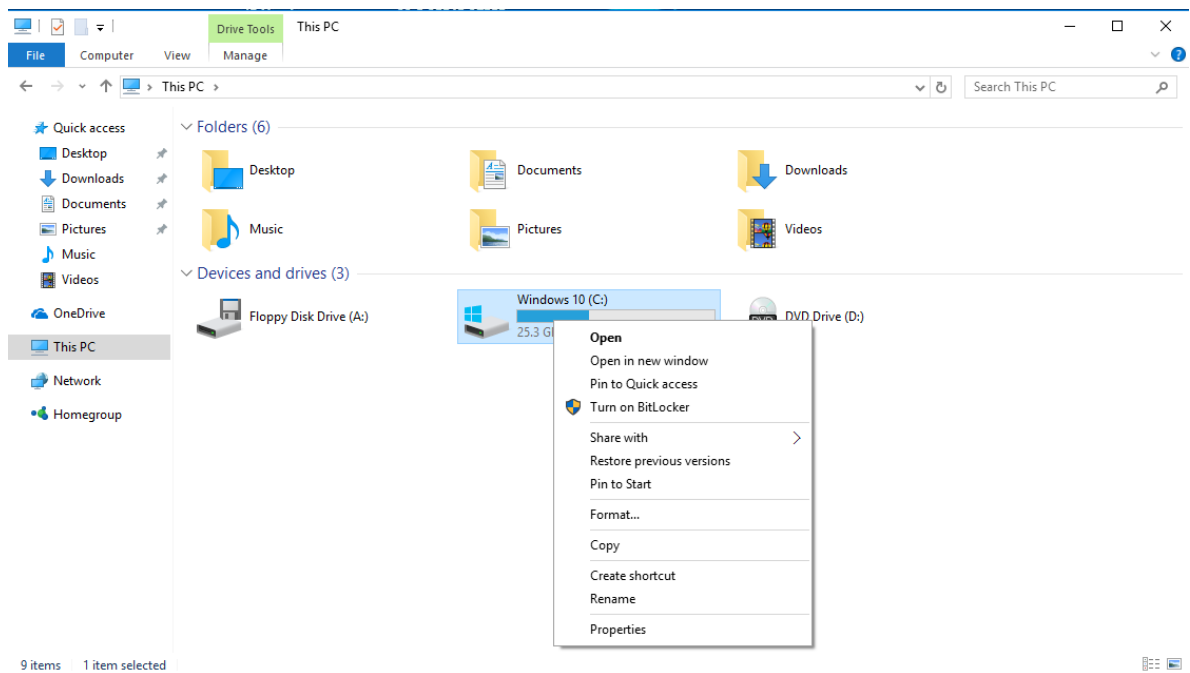 Drive Tools This PC
File Computer View Manage
This PC
Search This PC
Quick access
Desktop
Downloads
Documents
Pictures
Music
Videos
OneDrive
This PC
Network
Homegroup
Folders (6)
Desktop Documents Downloads
Music Pictures Videos
Devices and drives (3)
Floppy Disk Drive (A:)
Windows 10 (C:)
25.3
DVD Drive (D:)
Open
Open in new window
Pin to Quick access
Turn on BitLocker
Share with
Restore previous versions
Pin to Start
Format...
Copy
Create shortcut
Rename
Properties
9 items 1 item selected